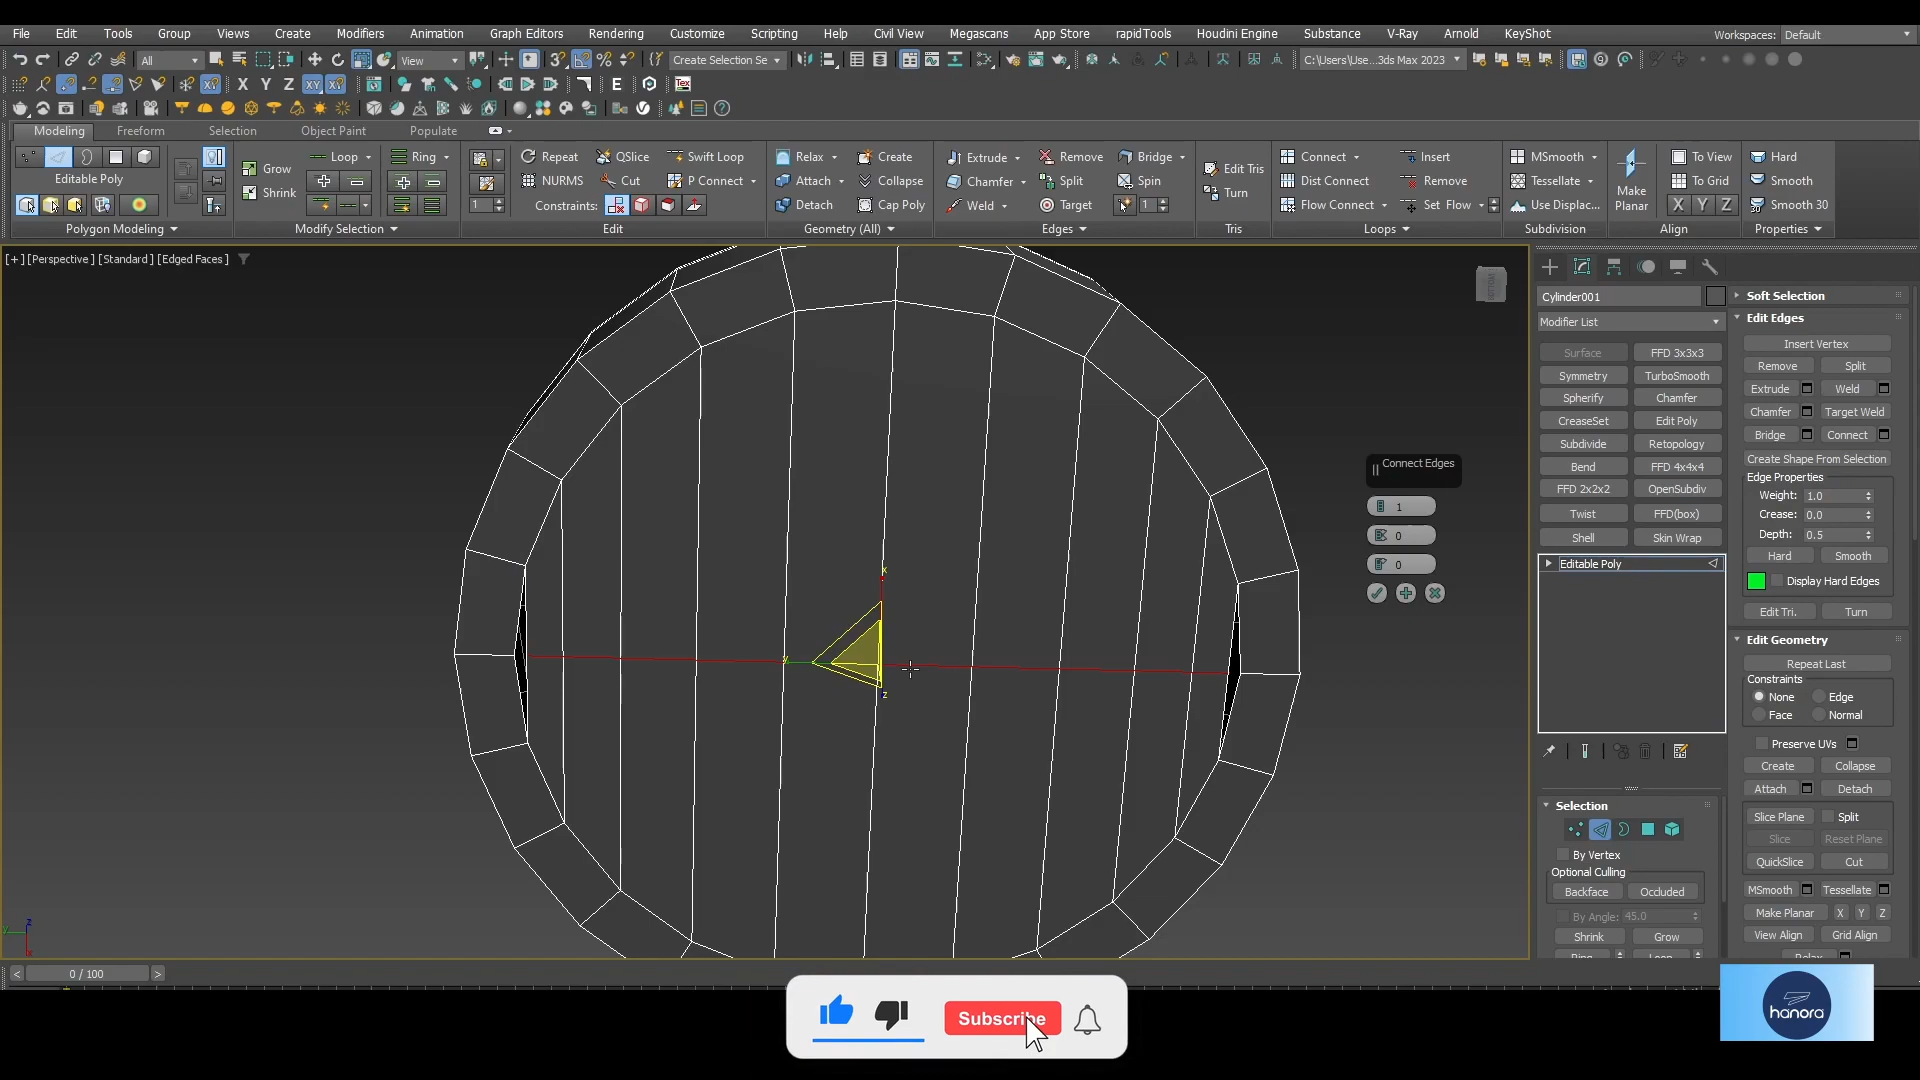 File Edit Tools Group Views Create Modifiers Animation Graph Editors Rendering Customize Scripting Help Civil View Megascans App Store rapidTools Houdini Engine Substance V-Ray Arnold KeyShot Workspaces: Default
All View Create Selection Se C:\Users\Use...3ds Max 2023
X Y Z XY E Tex
Modeling Freeform Selection Object Paint Populate
Loop Ring Repeat QSlice Swift Loop Relax Create Extrude Remove Bridge Connect Insert MSmooth To View Hard
Grow Edit Tris
Editable Poly NURMS Cut P Connect Attach Collapse Chamfer Split Spin Dist Connect Remove Tessellate Make Planar To Grid Smooth
Shrink Turn
1 Constraints: Detach Cap Poly Weld Target 1 Flow Connect Set Flow Use Displac... X Y Z Smooth 30
Polygon Modeling Modify Selection Edit Geometry (All) Edges Tris Loops Subdivision Align Properties
[+] [Perspective] [Standard] [Edged Faces]
x
y
z
Connect Edges
1
0
0
Cylinder001
Modifier List
Surface FFD 3x3x3
Symmetry TurboSmooth
Spherify Chamfer
CreaseSet Edit Poly
Subdivide Retopology
Bend FFD 4x4x4
FFD 2x2x2 OpenSubdiv
Twist FFD(box)
Shell Skin Wrap
Editable Poly
Selection
By Vertex
Optional Culling
Backface Occluded
By Angle: 45.0
Shrink Grow
Ring Loop
Soft Selection
Edit Edges
Insert Vertex
Remove Split
Extrude Weld
Chamfer Target Weld
Bridge Connect
Create Shape From Selection
Edge Properties
Weight: 1.0
Crease: 0.0
Depth: 0.5
Hard Smooth
Display Hard Edges
Edit Tri. Turn
Edit Geometry
Repeat Last
Constraints
None Edge
Face Normal
Preserve UVs
Create Collapse
Attach Detach
Slice Plane Split
Slice Reset Plane
QuickSlice Cut
MSmooth Tessellate
Make Planar X Y Z
View Align Grid Align
Relax
z
y
x
< 0 / 100 >
Subscribe
hanora